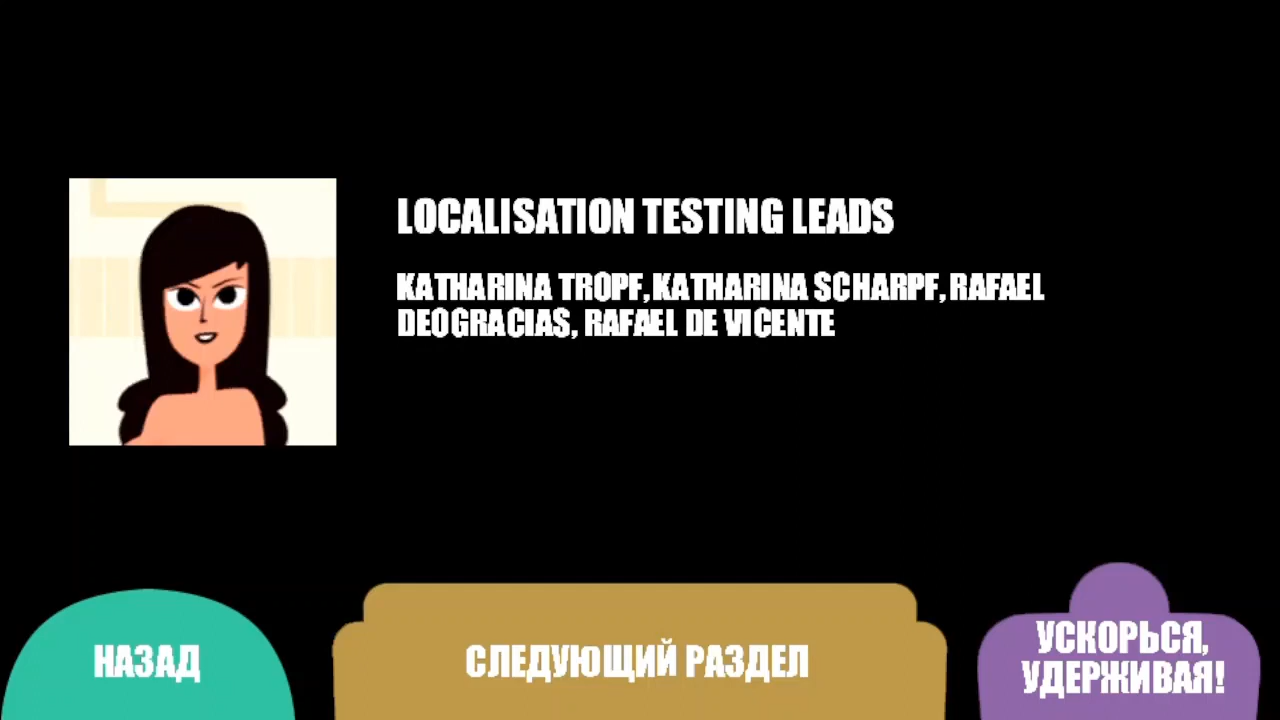 LOCALISATION TESTING LEADS
KATHARINA TROPF, KATHARINA SCHARPF, RAFAEL
DEOGRACIAS, RAFAEL DE VICENTE
НАЗАД
СЛЕДУЮЩИЙ РАЗДЕЛ
УСКОРЬСЯ,
УДЕРЖИВАЯ!